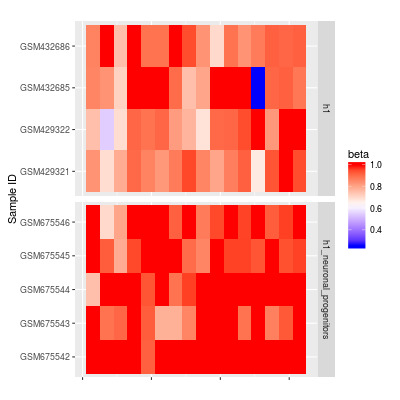 Sample ID
GSM432686
GSM432685
GSM429322
GSM429321
h1
GSM675546
GSM675545
GSM675544
GSM675543
GSM675542
h1_neuronal_progenitors
beta
1.0
0.8
0.6
0.4